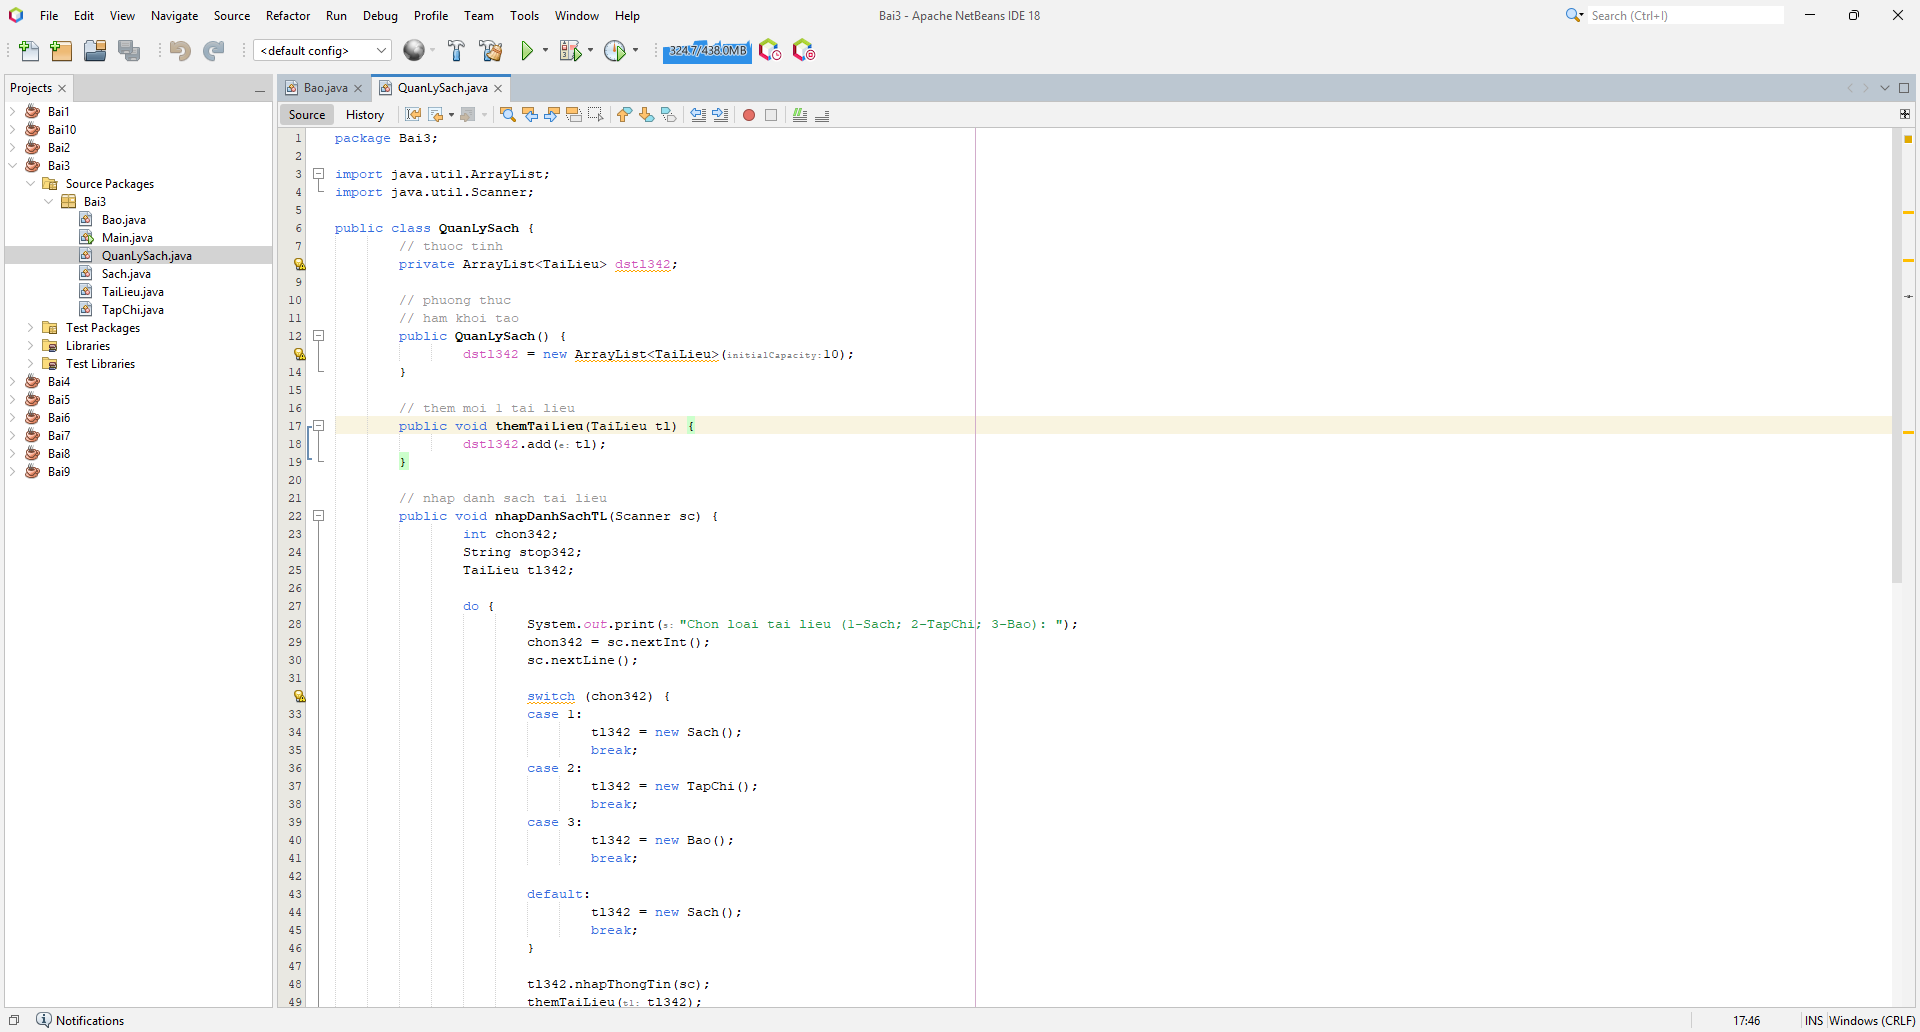 File Edit View Navigate Source Refactor Run Debug Profile Team Tools Window Help
Bai3 - Apache NetBeans IDE 18
Search (Ctrl+I)
<default config>
324.7/438.0MB
Projects
Bai1
Bai10
Bai2
Bai3
Source Packages
Bai3
Bao.java
Main.java
QuanLySach.java
Sach.java
TaiLieu.java
TapChi.java
Test Packages
Libraries
Test Libraries
Bai4
Bai5
Bai6
Bai7
Bai8
Bai9
Bao.java QuanLySach.java
Source History
1 package Bai3;
2
3 import java.util.ArrayList;
4 import java.util.Scanner;
5
6 public class QuanLySach {
7 // thuoc tinh
private ArrayList<TaiLieu> dstl342;
9
10 // phuong thuc
11 // ham khoi tao
12 public QuanLySach() {
dstl342 = new ArrayList<TaiLieu>(initialCapacity:10);
14 }
15
16 // them moi 1 tai lieu
17 public void themTaiLieu(TaiLieu tl) {
18 dstl342.add(e: tl);
19 }
20
21 // nhap danh sach tai lieu
22 public void nhapDanhSachTL(Scanner sc) {
23 int chon342;
24 String stop342;
25 TaiLieu tl342;
26
27 do {
28 System.out.print(s: "Chon loai tai lieu (1-Sach; 2-TapChi; 3-Bao): ");
29 chon342 = sc.nextInt();
30 sc.nextLine();
31
switch (chon342) {
33 case 1:
34 tl342 = new Sach();
35 break;
36 case 2:
37 tl342 = new TapChi();
38 break;
39 case 3:
40 tl342 = new Bao();
41 break;
42
43 default:
44 tl342 = new Sach();
45 break;
46 }
47
48 tl342.nhapThongTin(sc);
49 themTaiLieu(tl: tl342);
Notifications
17:46 INS Windows (CRLF)